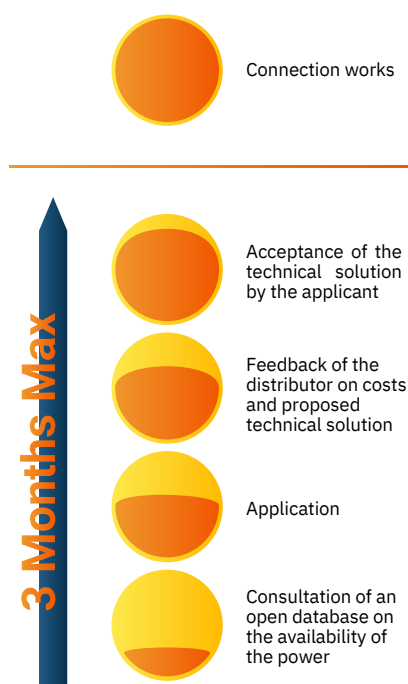 Connection works
Acceptance of the
technical solution
by the applicant
Feedback of the
distributor on costs
and proposed
technical solution
Application
Consultation of an
open database on
the availability of
the power
3 Months Max